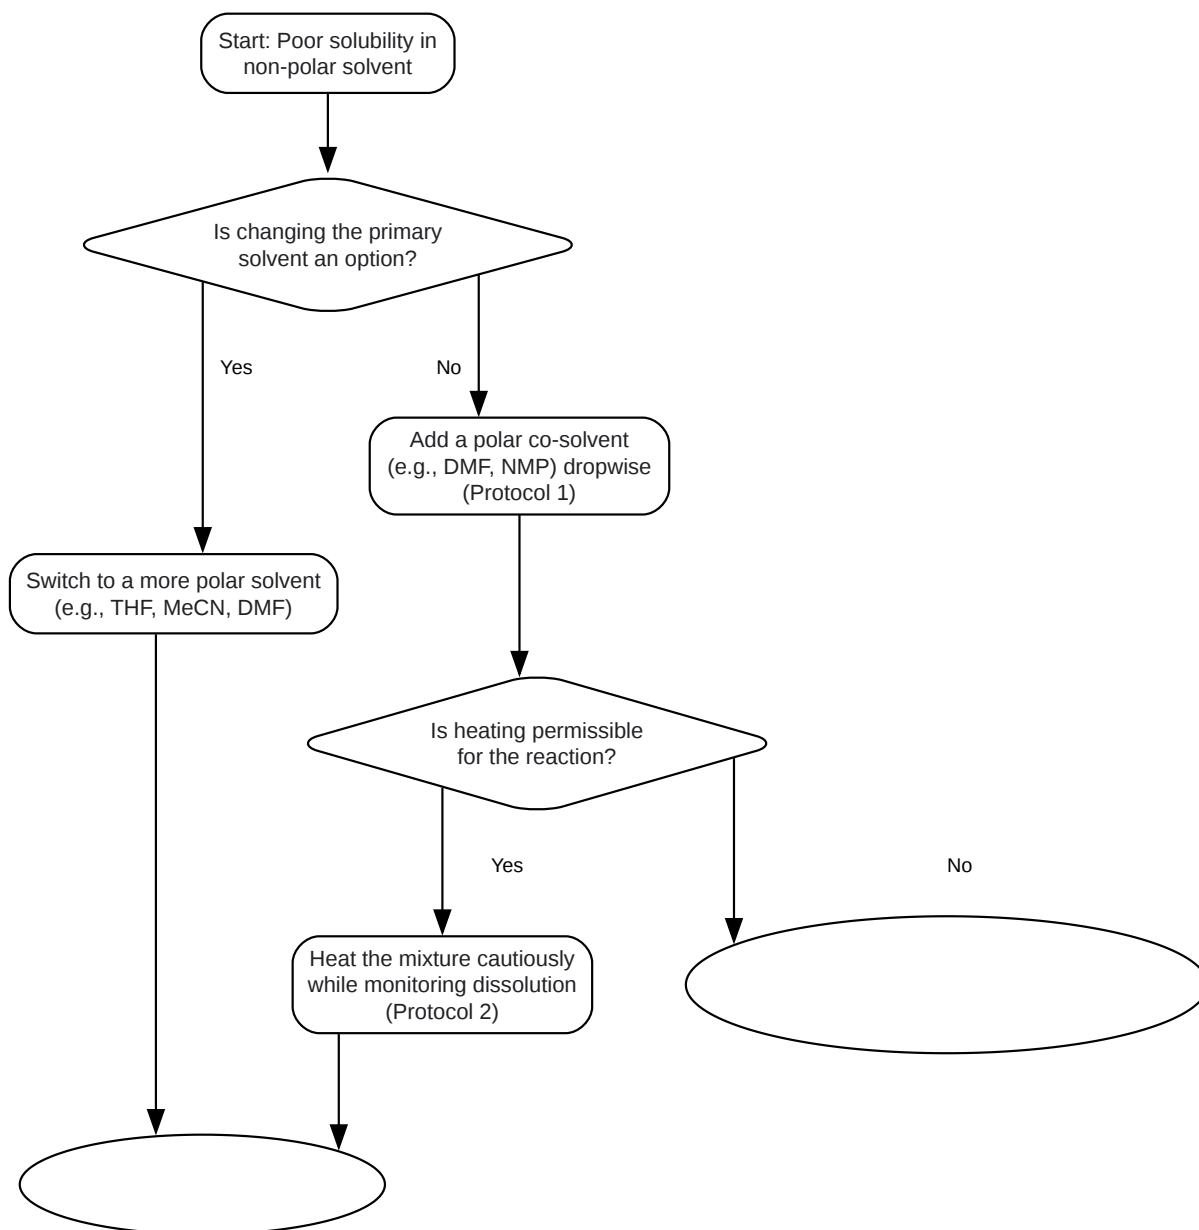 Start: Poor solubility in
non-polar solvent
Is changing the primary
solvent an option?
Yes
No
Add a polar co-solvent
(e.g., DMF, NMP) dropwise
(Protocol 1)
Switch to a more polar solvent
(e.g., THF, MeCN, DMF)
Is heating permissible
for the reaction?
Yes
No
Heat the mixture cautiously
while monitoring dissolution
(Protocol 2)